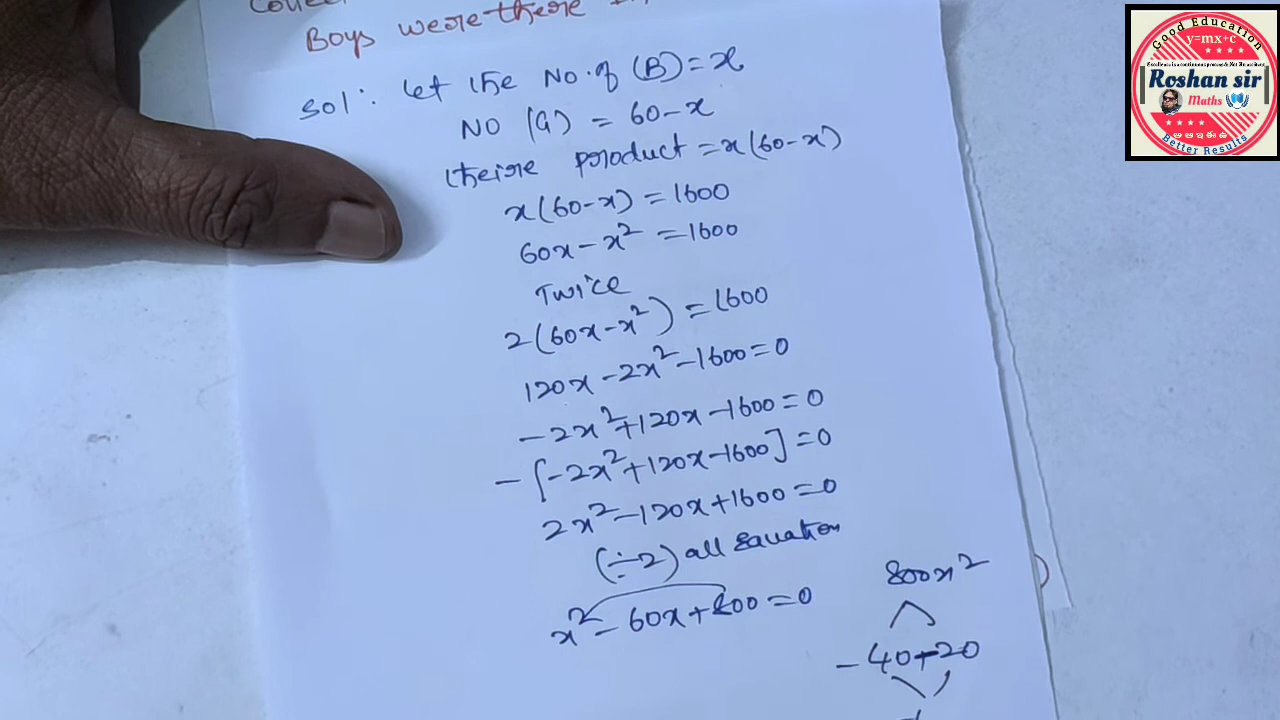 Boys were there
Sol: let the No. of (B) = x
NO (G) = 60-x
theire product = x(60-x)
x(60-x) = 1600
60x - x² = 1600
Twice
2(60x-x²) = 1600
120x - 2x² - 1600 = 0
-2x² + 120x - 1600 = 0
-[-2x² + 120x - 1600] = 0
2x² - 120x + 1600 = 0
(÷2) all Equation
x² - 60x + 800 = 0
800x²
-40-20
Good Education
y=mx+c
Roshan sir
Maths
Better Results